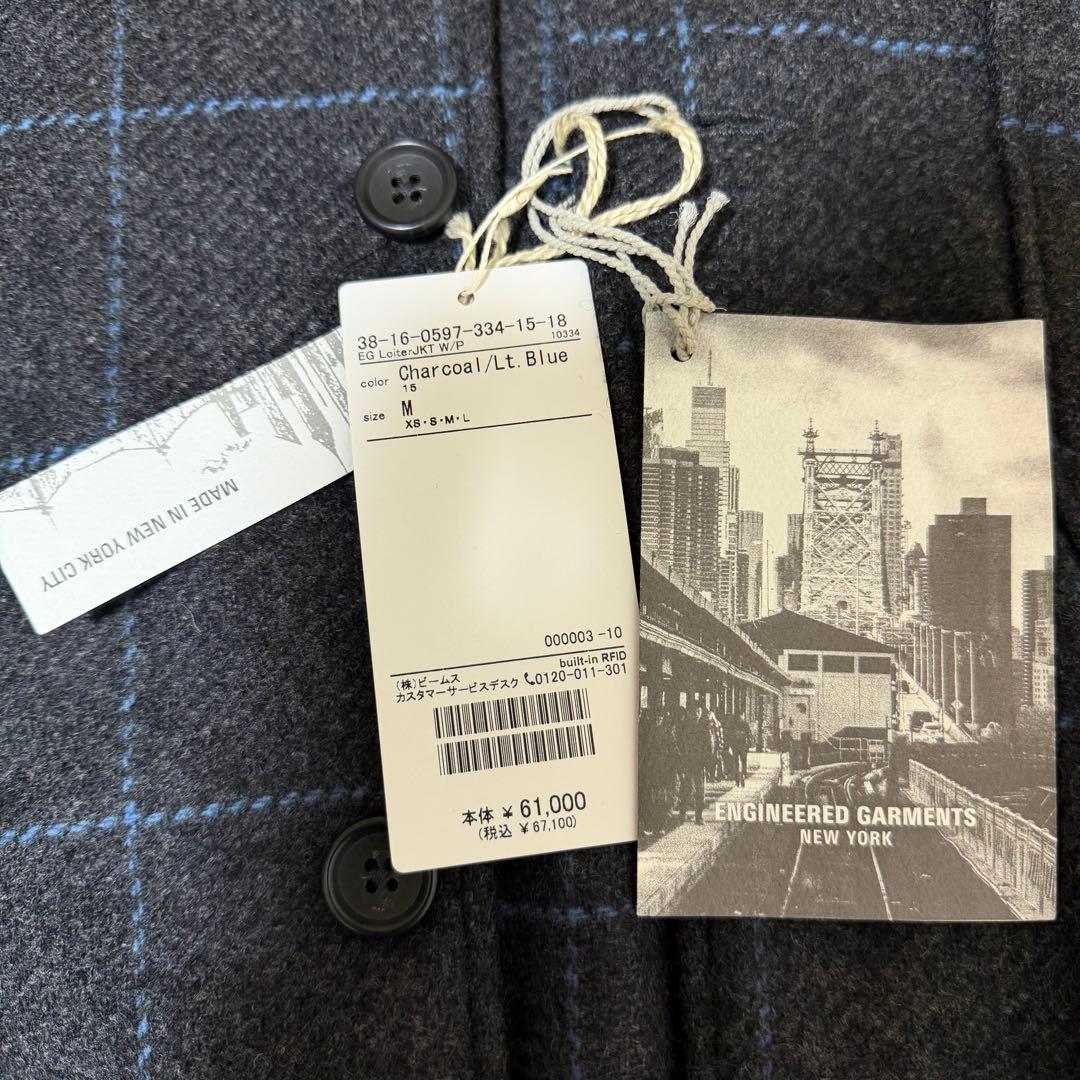 38-16-0597-334-15-18
EG LoiterJKT W/P 10334
color Charcoal/Lt.Blue
15
size M
XS・S・M・L
000003 -10
built-in RFID
(株)ビームス
カスタマーサービスデスク 📞0120-011-301
本体 ¥ 61,000
(税込 ¥ 67,100)
MADE IN NEW YORK CITY
ENGINEERED GARMENTS
NEW YORK